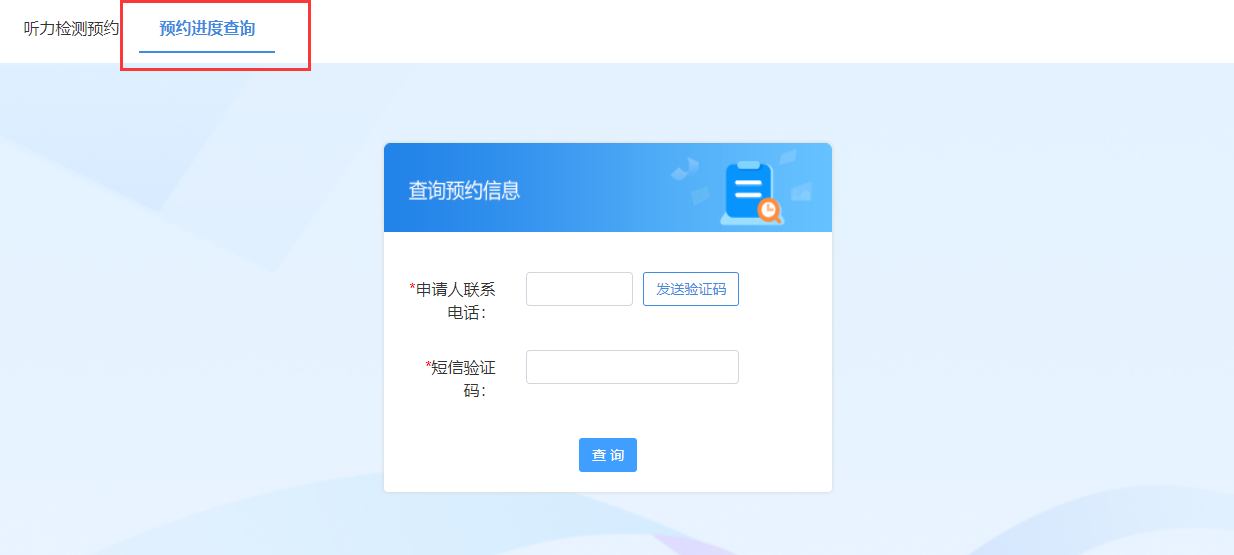 听力检测预约
预约进度查询
查询预约信息
*申请人联系
电话：
发送验证码
*短信验证
码：
查 询